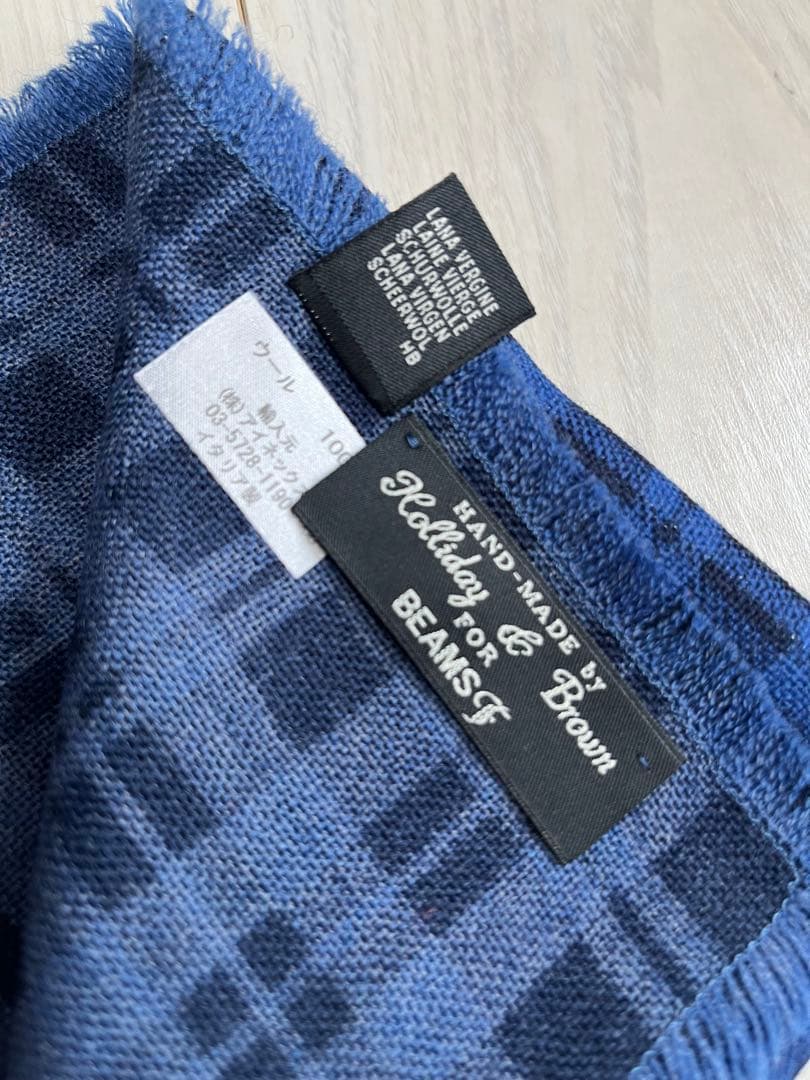 LANA VERGINE
LAINE VIERGE
SCHURWOLLE
LANA VIRGEN
SCHEERWOL
HB
ウール 100
輸入元
(株)アイネックス
03-5728-1190
イタリア製
HAND-MADE by
Holliday & Brown
FOR
BEAMS F